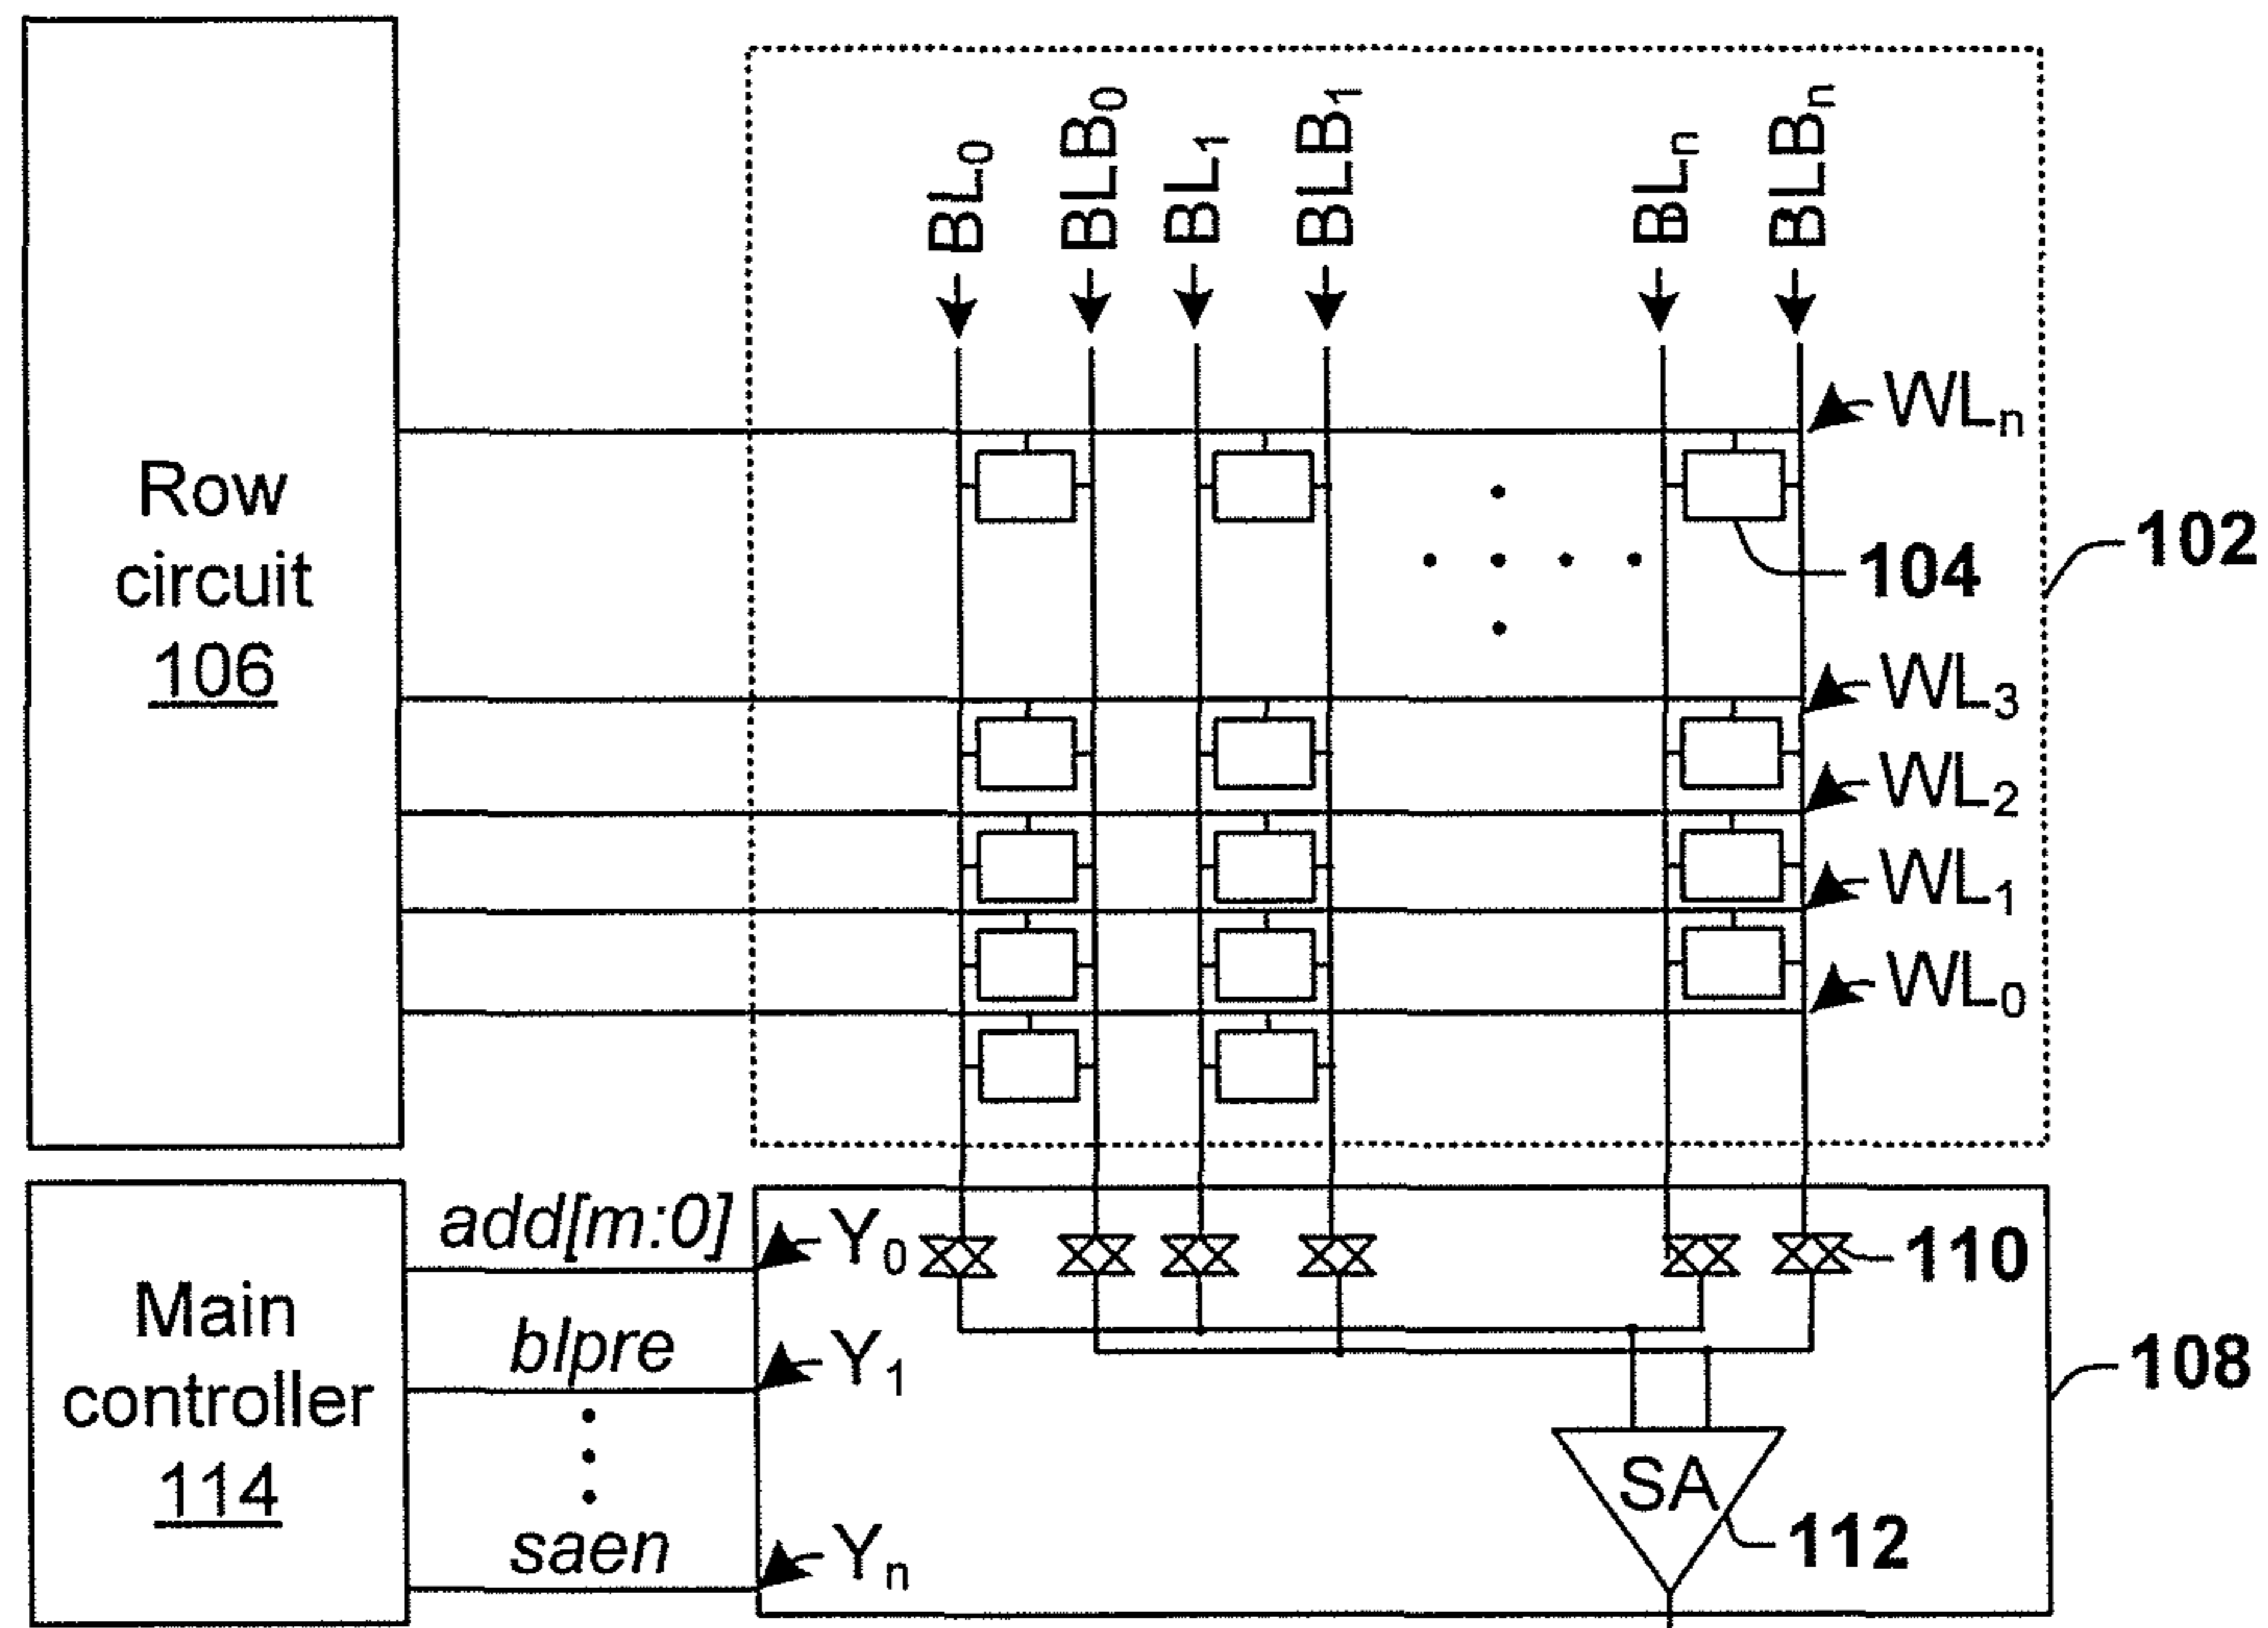 BL0
BLB0
BL1
BLB1
BLn
BLBn
WLn
Row
circuit
106
102
104
WL3
WL2
WL1
WL0
add[m:0]
Y0
110
Main
controller
114
blpre
Y1
108
SA
112
saen
Yn